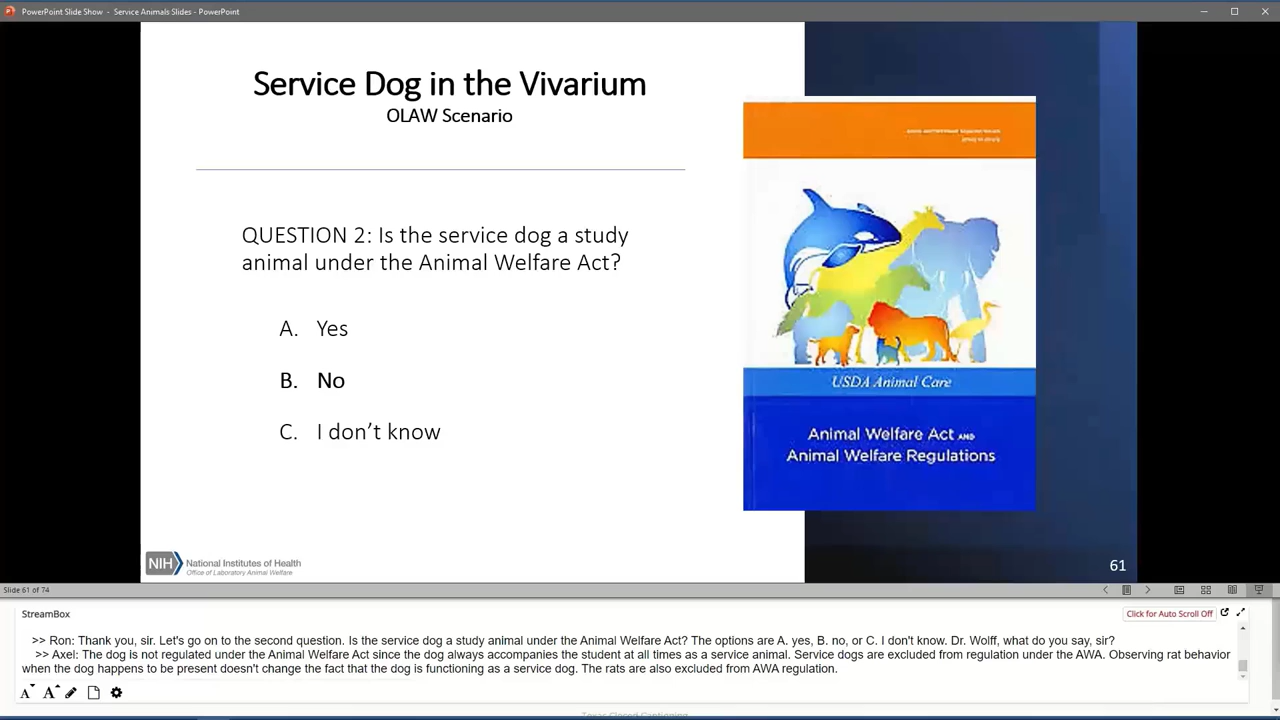 PowerPoint Slide Show - Service Animals Slides - PowerPoint
Service Dog in the Vivarium
OLAW Scenario
QUESTION 2: Is the service dog a study
animal under the Animal Welfare Act?
A. Yes
B. No
C. I don't know
USDA Animal Care
Animal Welfare Act AND
Animal Welfare Regulations
NIH National Institutes of Health
Office of Laboratory Animal Welfare
61
Slide 61 of 74
StreamBox
Click for Auto Scroll Off
>> Ron: Thank you, sir. Let's go on to the second question. Is the service dog a study animal under the Animal Welfare Act? The options are A. yes, B. no, or C. I don't know. Dr. Wolff, what do you say, sir?
>> Axel: The dog is not regulated under the Animal Welfare Act since the dog always accompanies the student at all times as a service animal. Service dogs are excluded from regulation under the AWA. Observing rat behavior
when the dog happens to be present doesn't change the fact that the dog is functioning as a service dog. The rats are also excluded from AWA regulation.
A A
Texas Closed Captioning